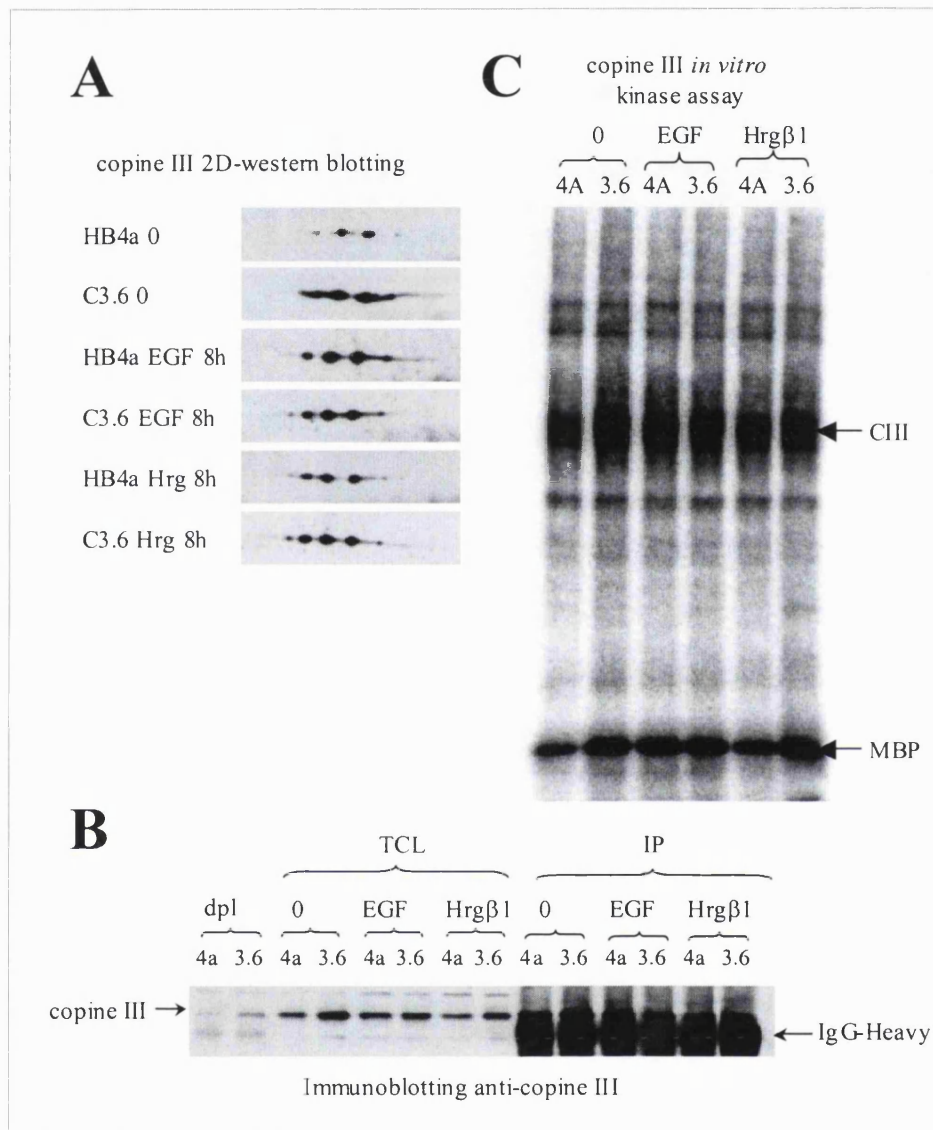 A
copine III 2D-western blotting
HB4a 0
C3.6 0
HB4a EGF 8h
C3.6 EGF 8h
HB4a Hrg 8h
C3.6 Hrg 8h
C
copine III in vitro
kinase assay
0 EGF Hrgβ1
4A 3.6 4A 3.6 4A 3.6
CIII
MBP
B
TCL IP
dpl 0 EGF Hrgβ1 0 EGF Hrgβ1
4a 3.6 4a 3.6 4a 3.6 4a 3.6 4a 3.6 4a 3.6 4a 3.6
copine III
IgG-Heavy
Immunoblotting anti-copine III